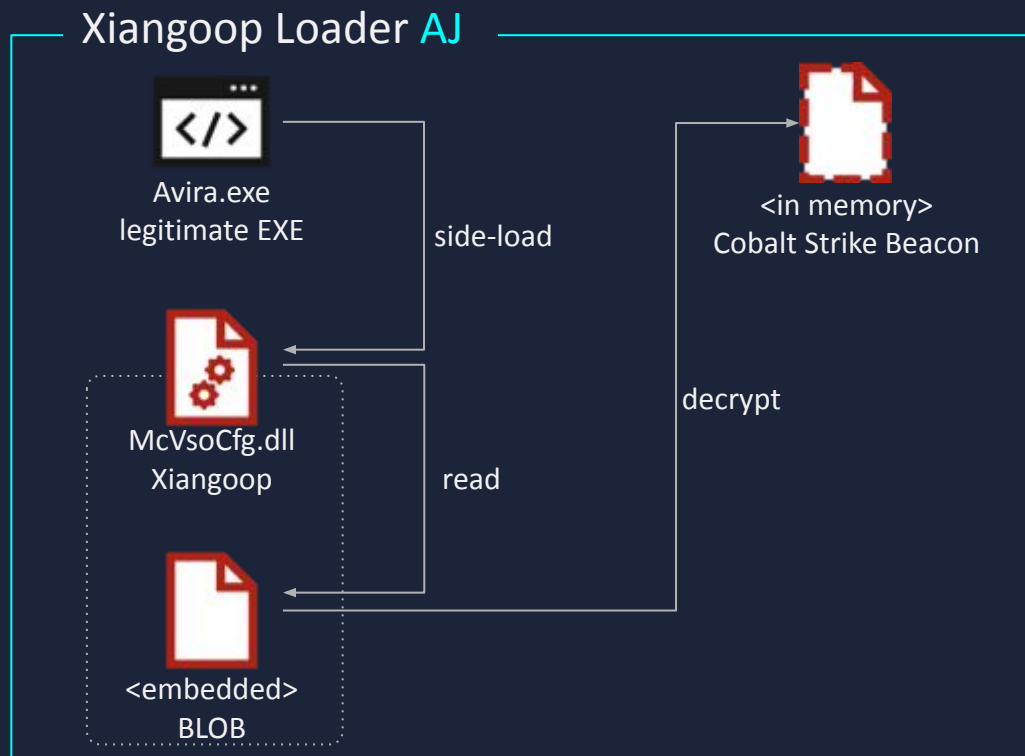 Xiangoop Loader AJ
</>
Avira.exe
legitimate EXE
side-load
<in memory>
Cobalt Strike Beacon
McVsoCfg.dll
Xiangoop
read
decrypt
<embedded>
BLOB